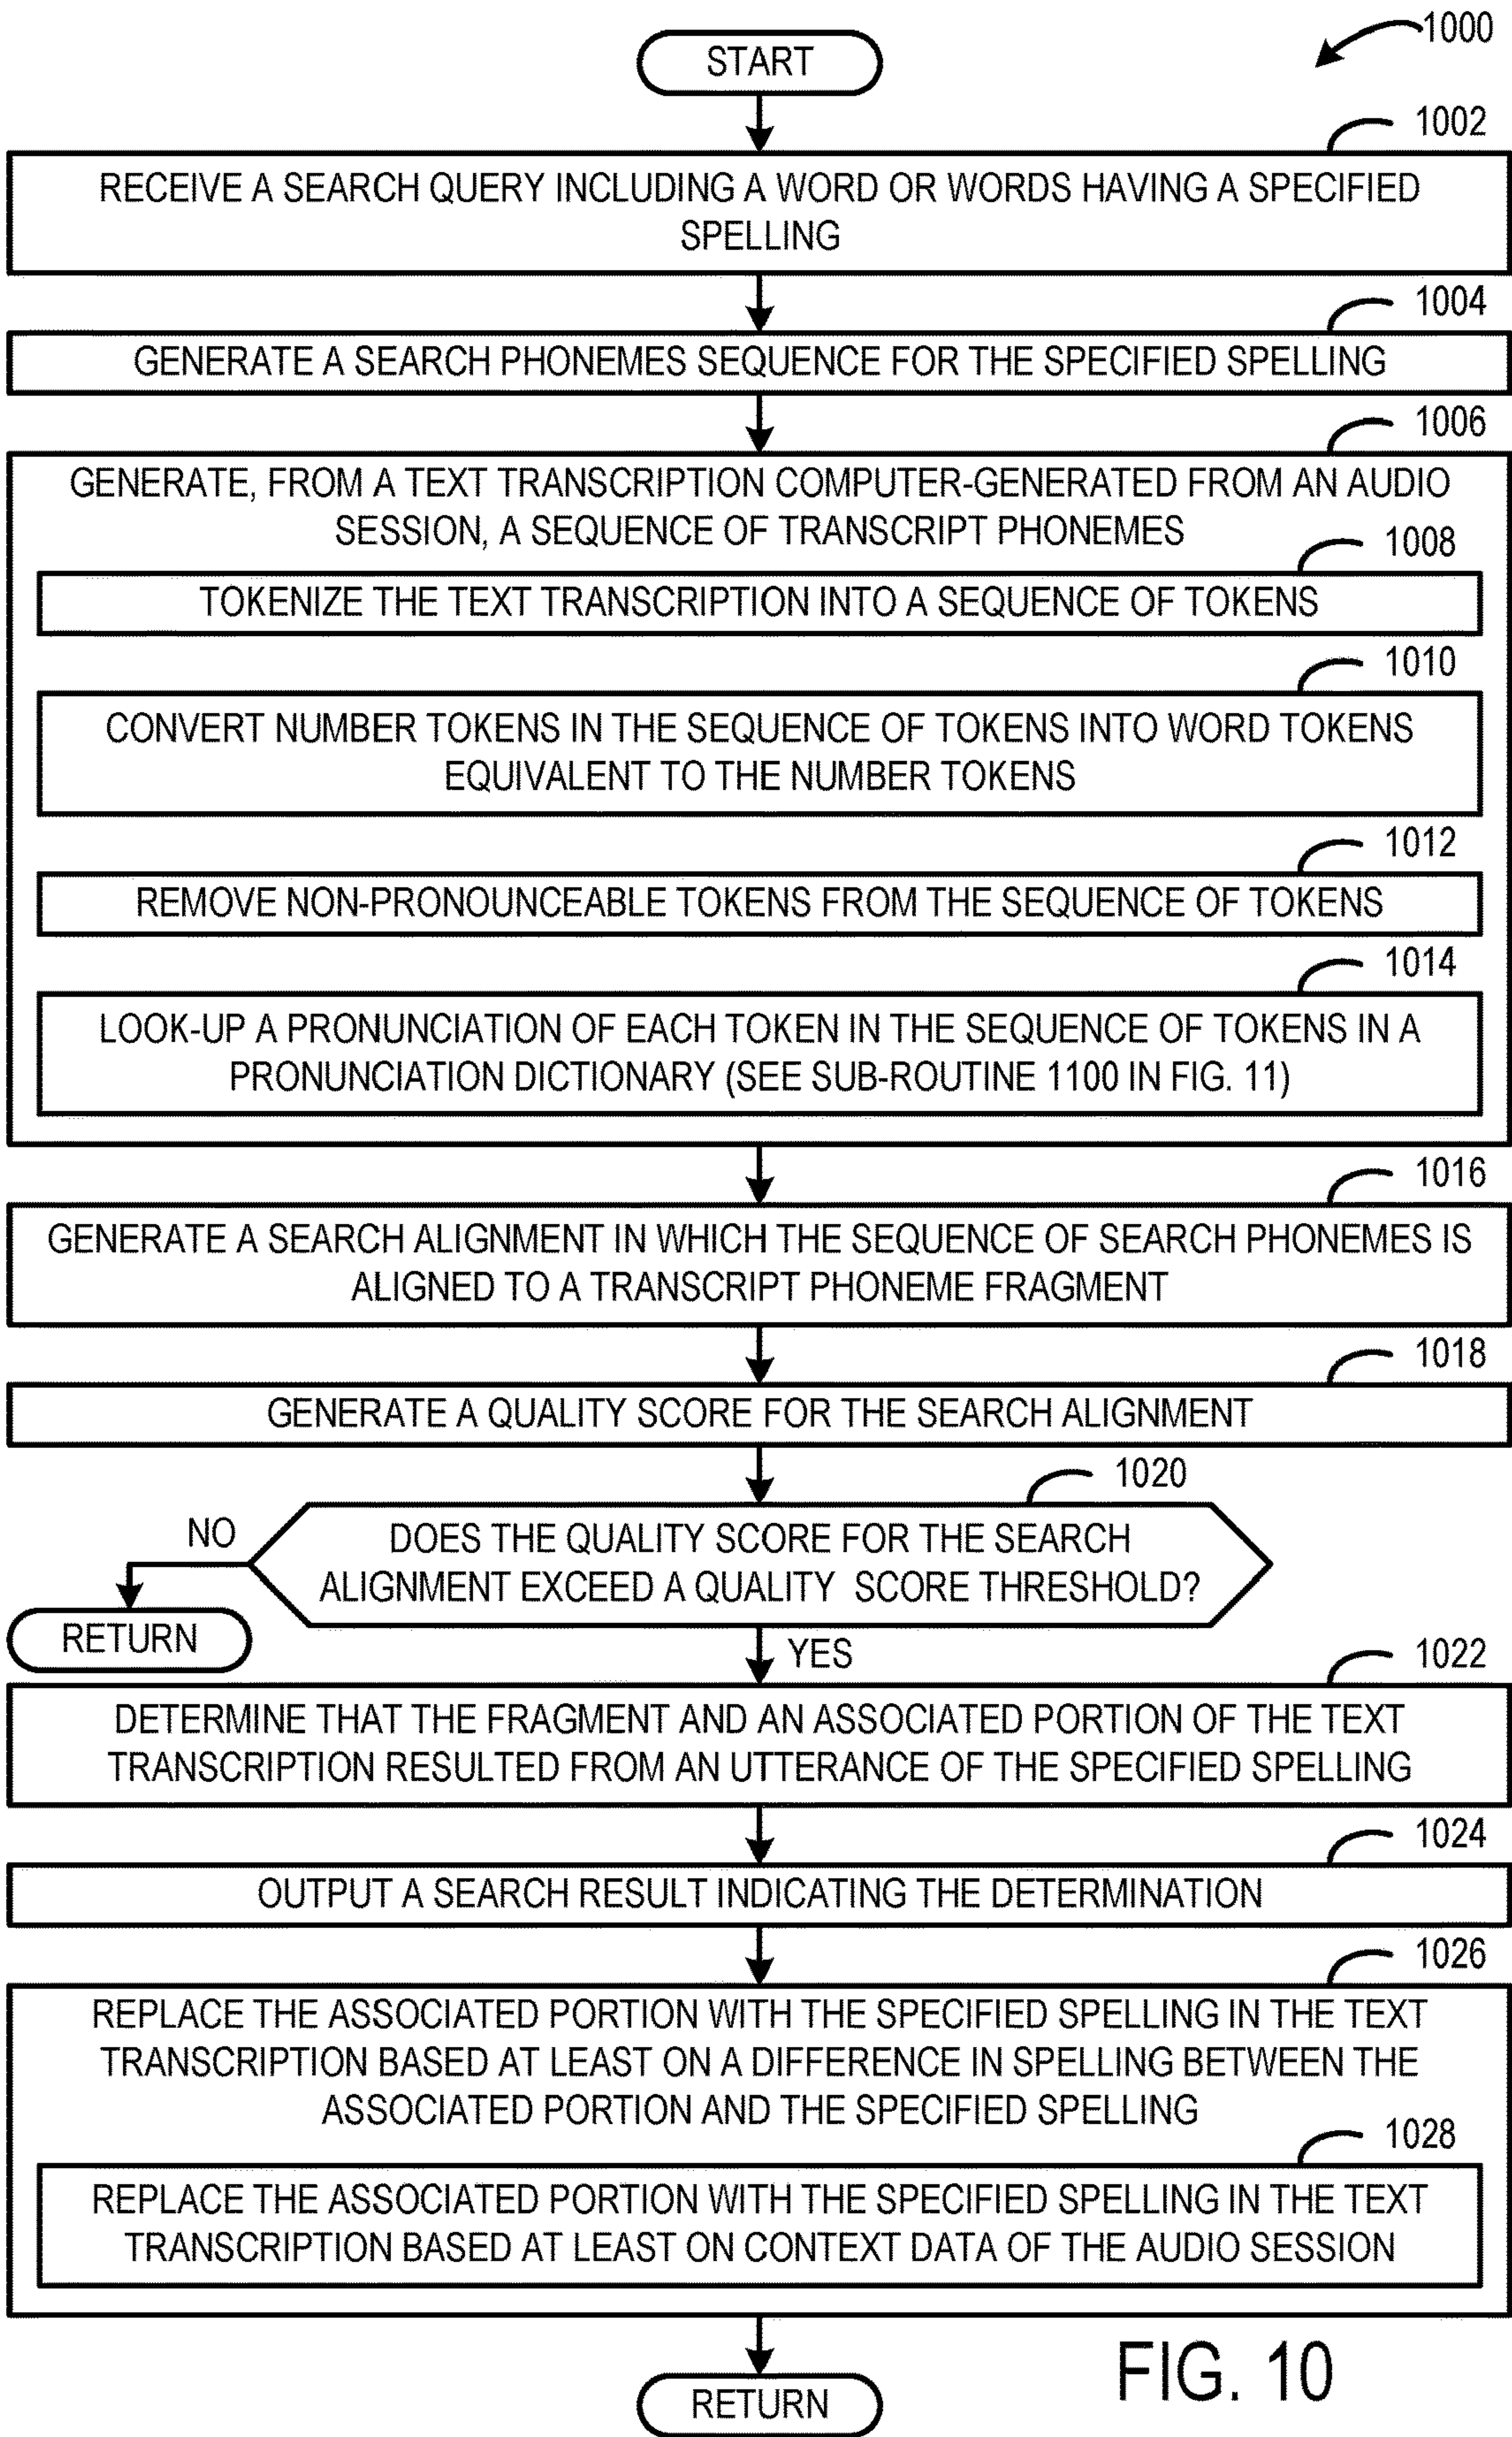 1000
START
1002
RECEIVE A SEARCH QUERY INCLUDING A WORD OR WORDS HAVING A SPECIFIED
SPELLING
1004
GENERATE A SEARCH PHONEMES SEQUENCE FOR THE SPECIFIED SPELLING
1006
GENERATE, FROM A TEXT TRANSCRIPTION COMPUTER-GENERATED FROM AN AUDIO
SESSION, A SEQUENCE OF TRANSCRIPT PHONEMES
1008
TOKENIZE THE TEXT TRANSCRIPTION INTO A SEQUENCE OF TOKENS
1010
CONVERT NUMBER TOKENS IN THE SEQUENCE OF TOKENS INTO WORD TOKENS
EQUIVALENT TO THE NUMBER TOKENS
1012
REMOVE NON-PRONOUNCEABLE TOKENS FROM THE SEQUENCE OF TOKENS
1014
LOOK-UP A PRONUNCIATION OF EACH TOKEN IN THE SEQUENCE OF TOKENS IN A
PRONUNCIATION DICTIONARY (SEE SUB-ROUTINE 1100 IN FIG. 11)
1016
GENERATE A SEARCH ALIGNMENT IN WHICH THE SEQUENCE OF SEARCH PHONEMES IS
ALIGNED TO A TRANSCRIPT PHONEME FRAGMENT
1018
GENERATE A QUALITY SCORE FOR THE SEARCH ALIGNMENT
1020
DOES THE QUALITY SCORE FOR THE SEARCH
ALIGNMENT EXCEED A QUALITY SCORE THRESHOLD?
NO
RETURN
YES
1022
DETERMINE THAT THE FRAGMENT AND AN ASSOCIATED PORTION OF THE TEXT
TRANSCRIPTION RESULTED FROM AN UTTERANCE OF THE SPECIFIED SPELLING
1024
OUTPUT A SEARCH RESULT INDICATING THE DETERMINATION
1026
REPLACE THE ASSOCIATED PORTION WITH THE SPECIFIED SPELLING IN THE TEXT
TRANSCRIPTION BASED AT LEAST ON A DIFFERENCE IN SPELLING BETWEEN THE
ASSOCIATED PORTION AND THE SPECIFIED SPELLING
1028
REPLACE THE ASSOCIATED PORTION WITH THE SPECIFIED SPELLING IN THE TEXT
TRANSCRIPTION BASED AT LEAST ON CONTEXT DATA OF THE AUDIO SESSION
RETURN
FIG. 10